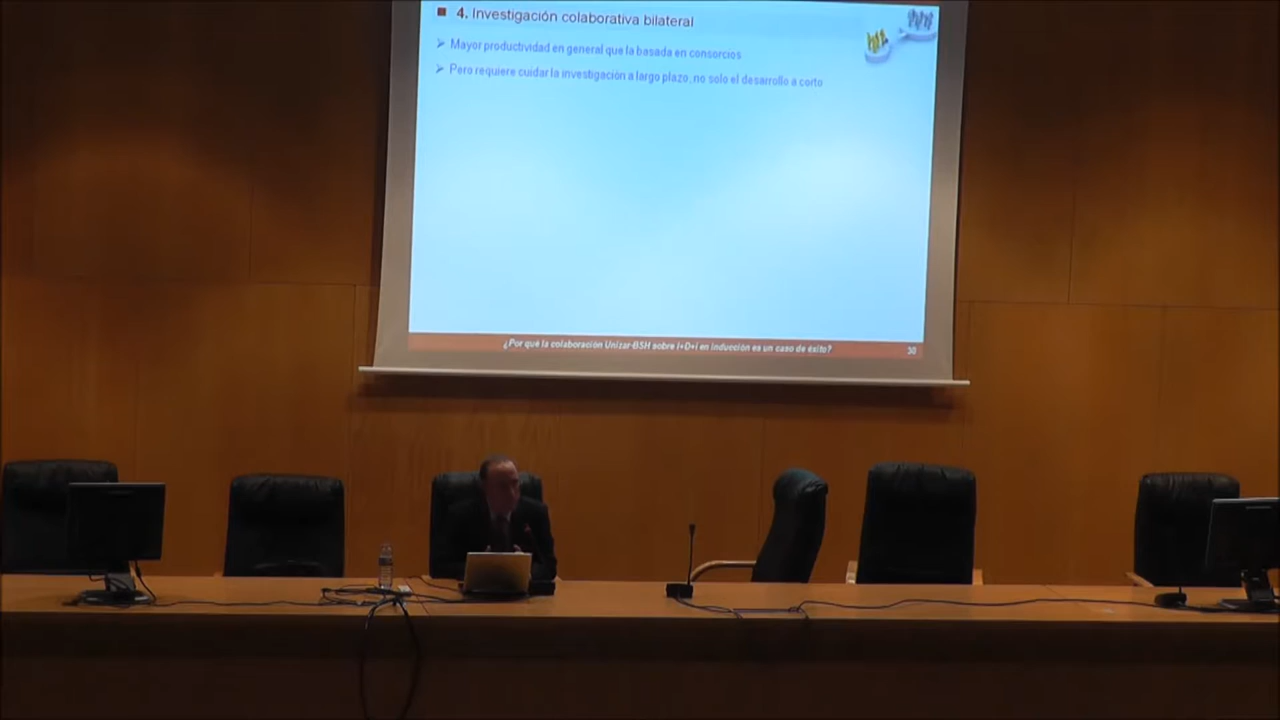 4. Investigación colaborativa bilateral
Mayor productividad en general que la basada en consorcios
Pero requiere cuidar la investigación a largo plazo, no solo el desarrollo a corto
¿Por qué la colaboración Unizar-BSH sobre I+D+i en inducción es un caso de éxito?
30